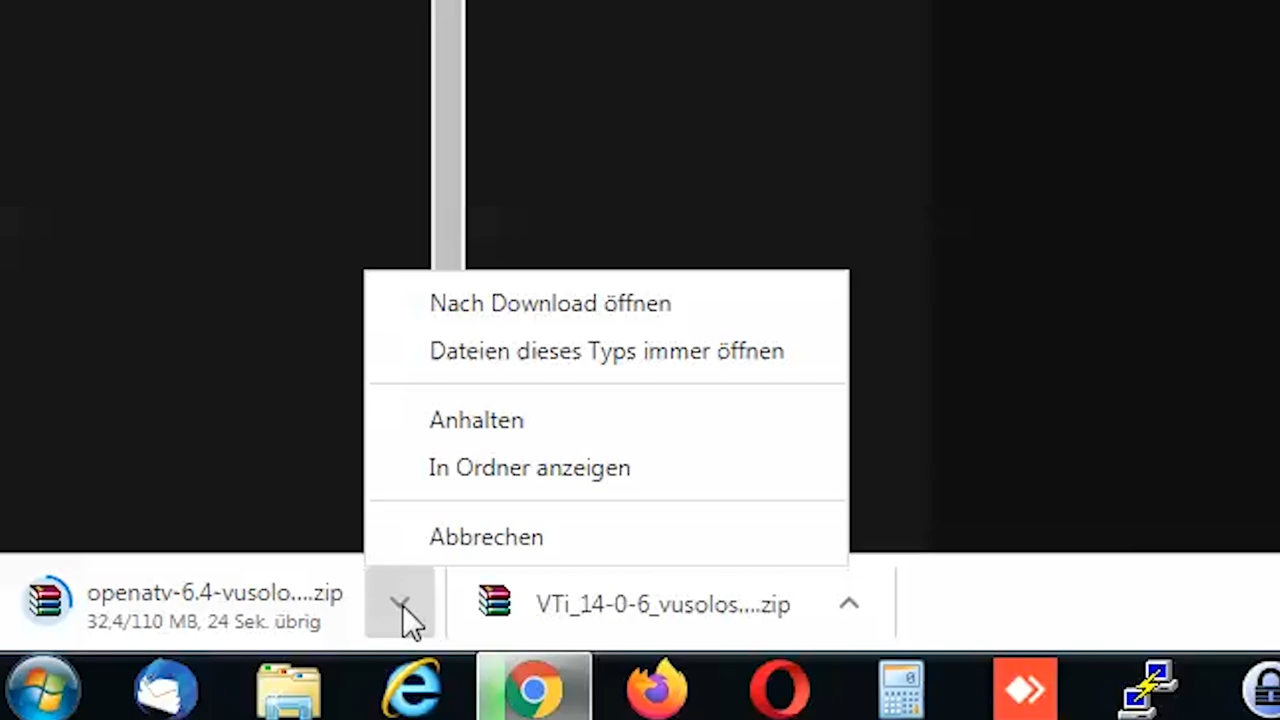 Nach Download öffnen
Dateien dieses Typs immer öffnen
Anhalten
In Ordner anzeigen
Abbrechen
openatv-6.4-vusolo....zip
32,4/110 MB, 24 Sek. übrig
VTi_14-0-6_vusolos....zip